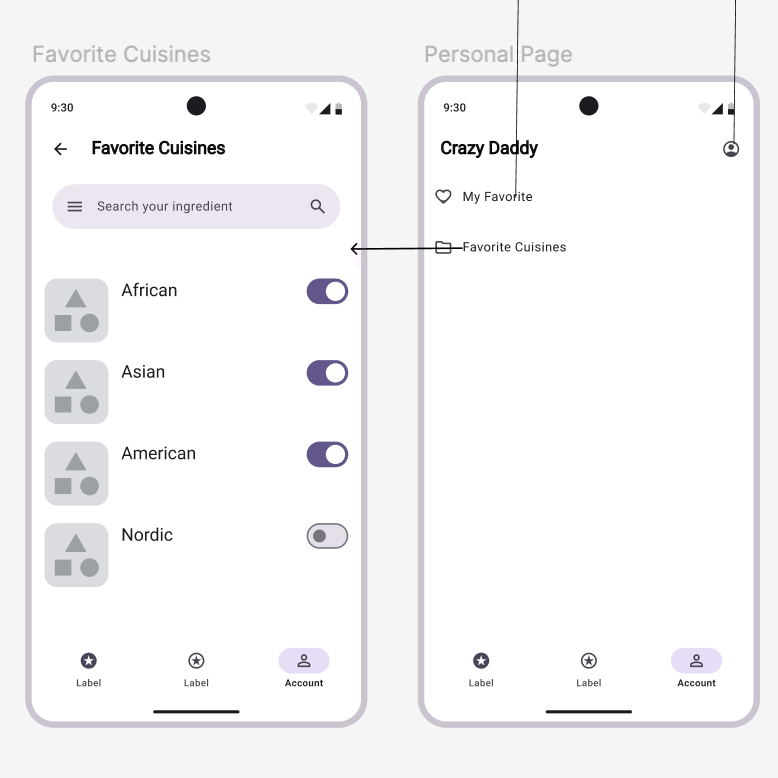 Favorite Cuisines
9:30
Favorite Cuisines
Search your ingredient
African
Asian
American
Nordic
Label
Label
Account
Personal Page
9:30
Crazy Daddy
My Favorite
Favorite Cuisines
Label
Label
Account